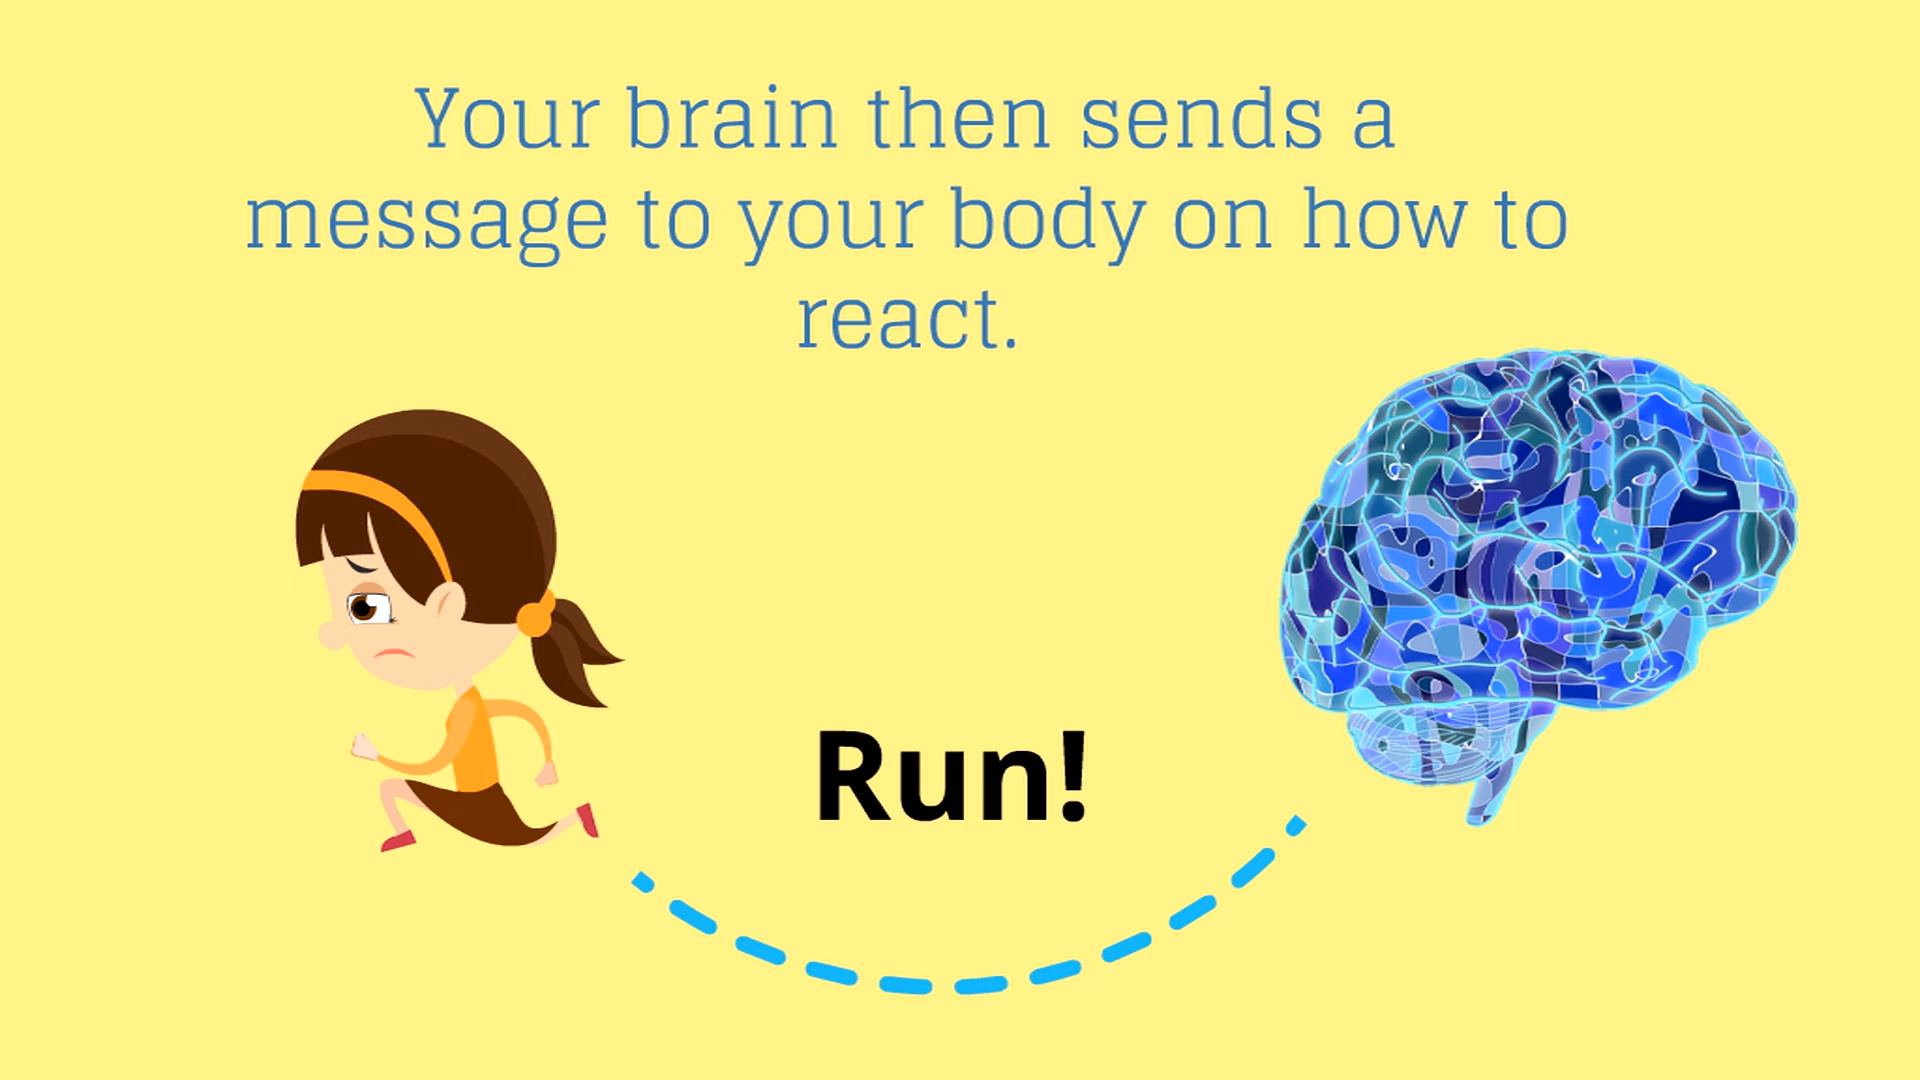 Your brain then sends a
message to your body on how to
react.
Run!